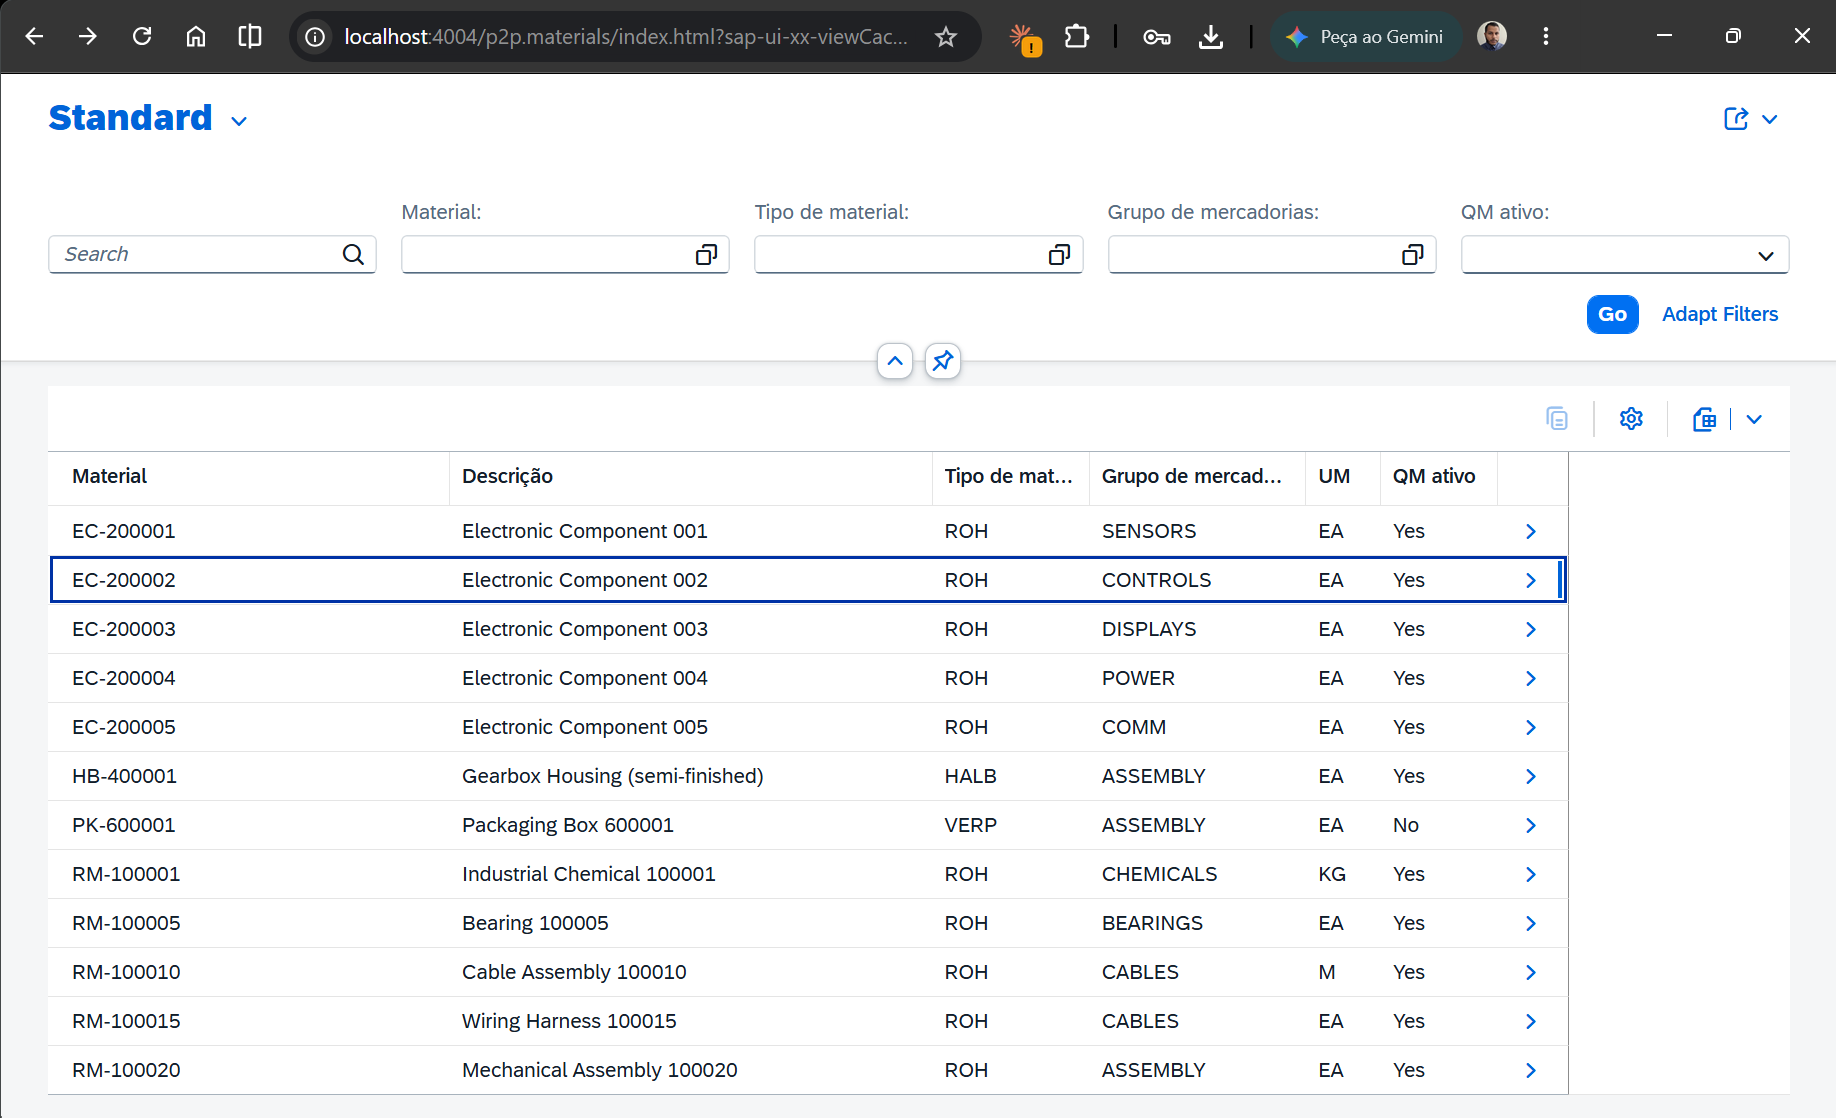 localhost:4004/p2p.materials/index.html?sap-ui-xx-viewCac...
Peça ao Gemini
Standard
Material:
Tipo de material:
Grupo de mercadorias:
QM ativo:
Search
Go
Adapt Filters
Material Descrição Tipo de mat... Grupo de mercad... UM QM ativo
EC-200001 Electronic Component 001 ROH SENSORS EA Yes
EC-200002 Electronic Component 002 ROH CONTROLS EA Yes
EC-200003 Electronic Component 003 ROH DISPLAYS EA Yes
EC-200004 Electronic Component 004 ROH POWER EA Yes
EC-200005 Electronic Component 005 ROH COMM EA Yes
HB-400001 Gearbox Housing (semi-finished) HALB ASSEMBLY EA Yes
PK-600001 Packaging Box 600001 VERP ASSEMBLY EA No
RM-100001 Industrial Chemical 100001 ROH CHEMICALS KG Yes
RM-100005 Bearing 100005 ROH BEARINGS EA Yes
RM-100010 Cable Assembly 100010 ROH CABLES M Yes
RM-100015 Wiring Harness 100015 ROH CABLES EA Yes
RM-100020 Mechanical Assembly 100020 ROH ASSEMBLY EA Yes